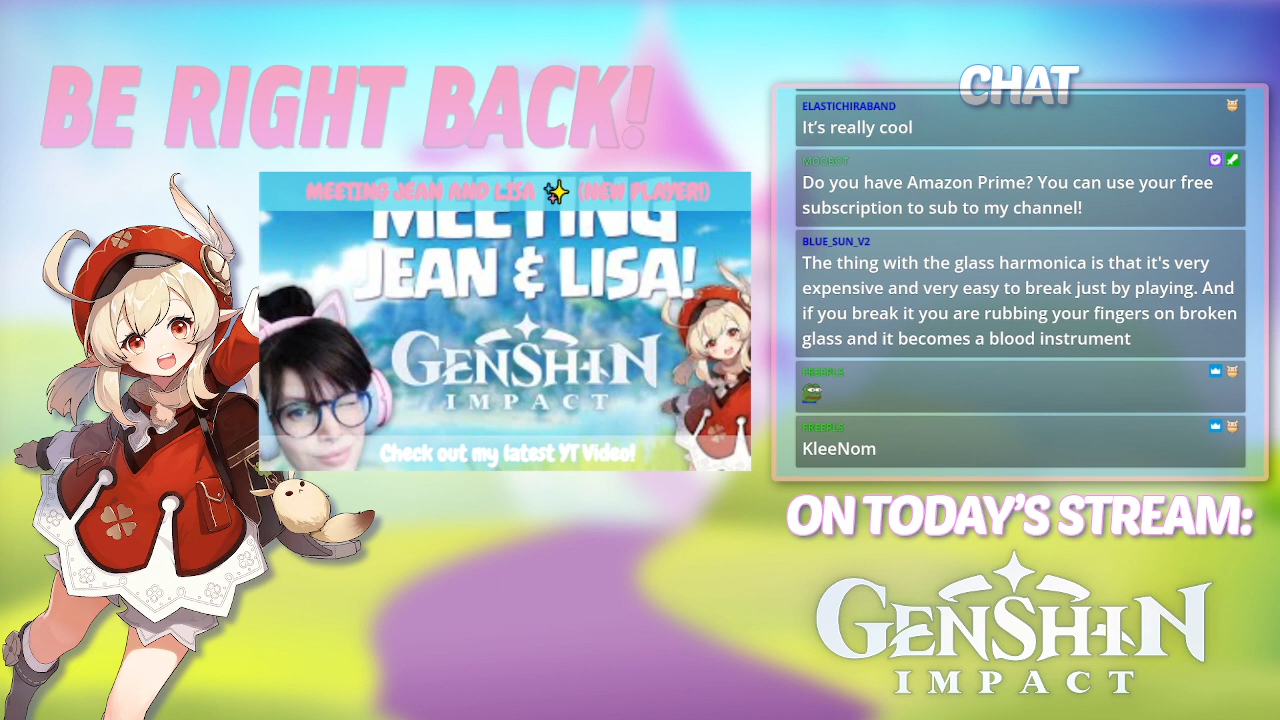 BE RIGHT BACK!
MEETING JEAN AND LISA ✨ (NEW PLAYER!)
MEETING
JEAN & LISA!
GENSHIN
IMPACT
Check out my latest YT Video!
CHAT
ELASTICHIRABAND
It's really cool
MOOBOT
Do you have Amazon Prime? You can use your free
subscription to sub to my channel!
BLUE_SUN_V2
The thing with the glass harmonica is that it's very
expensive and very easy to break just by playing. And
if you break it you are rubbing your fingers on broken
glass and it becomes a blood instrument
KleeNom
ON TODAY'S STREAM:
GENSHIN
IMPACT